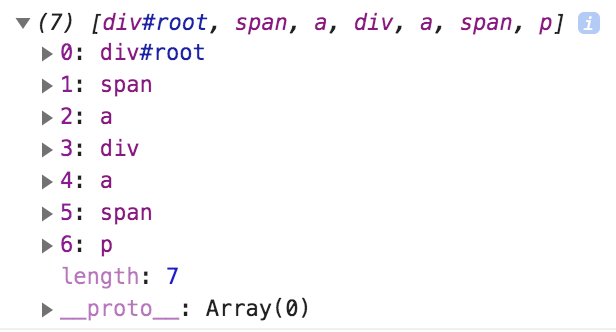 (7) [div#root, span, a, div, a, span, p] i
0: div#root
1: span
2: a
3: div
4: a
5: span
6: p
length: 7
__proto__: Array(0)